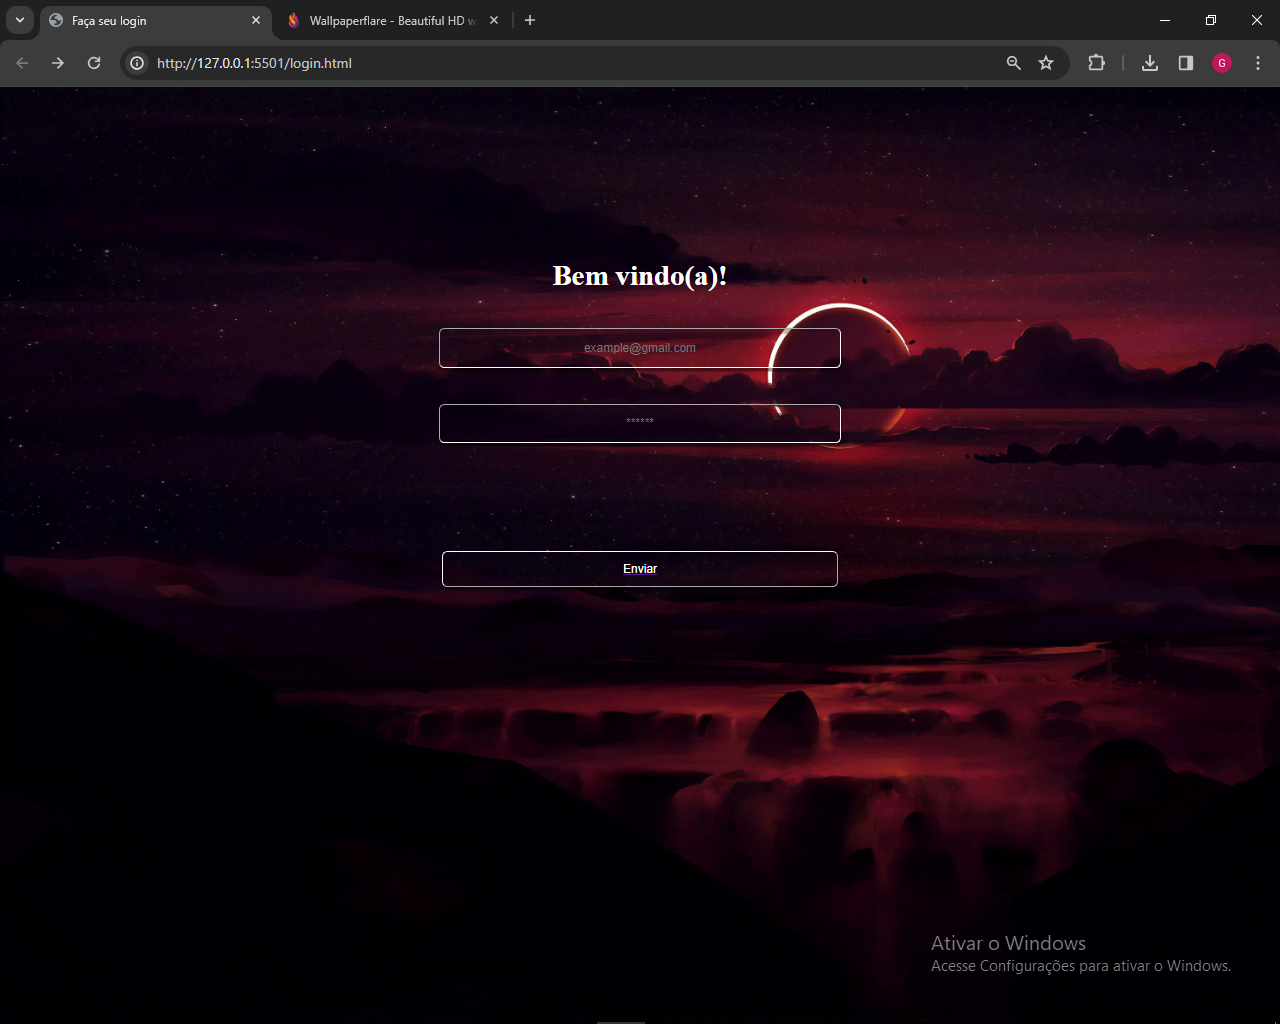 Faça seu login
Wallpaperflare - Beautiful HD w
http://127.0.0.1:5501/login.html
G
Bem vindo(a)!
example@gmail.com
******
Enviar
Ativar o Windows
Acesse Configurações para ativar o Windows.